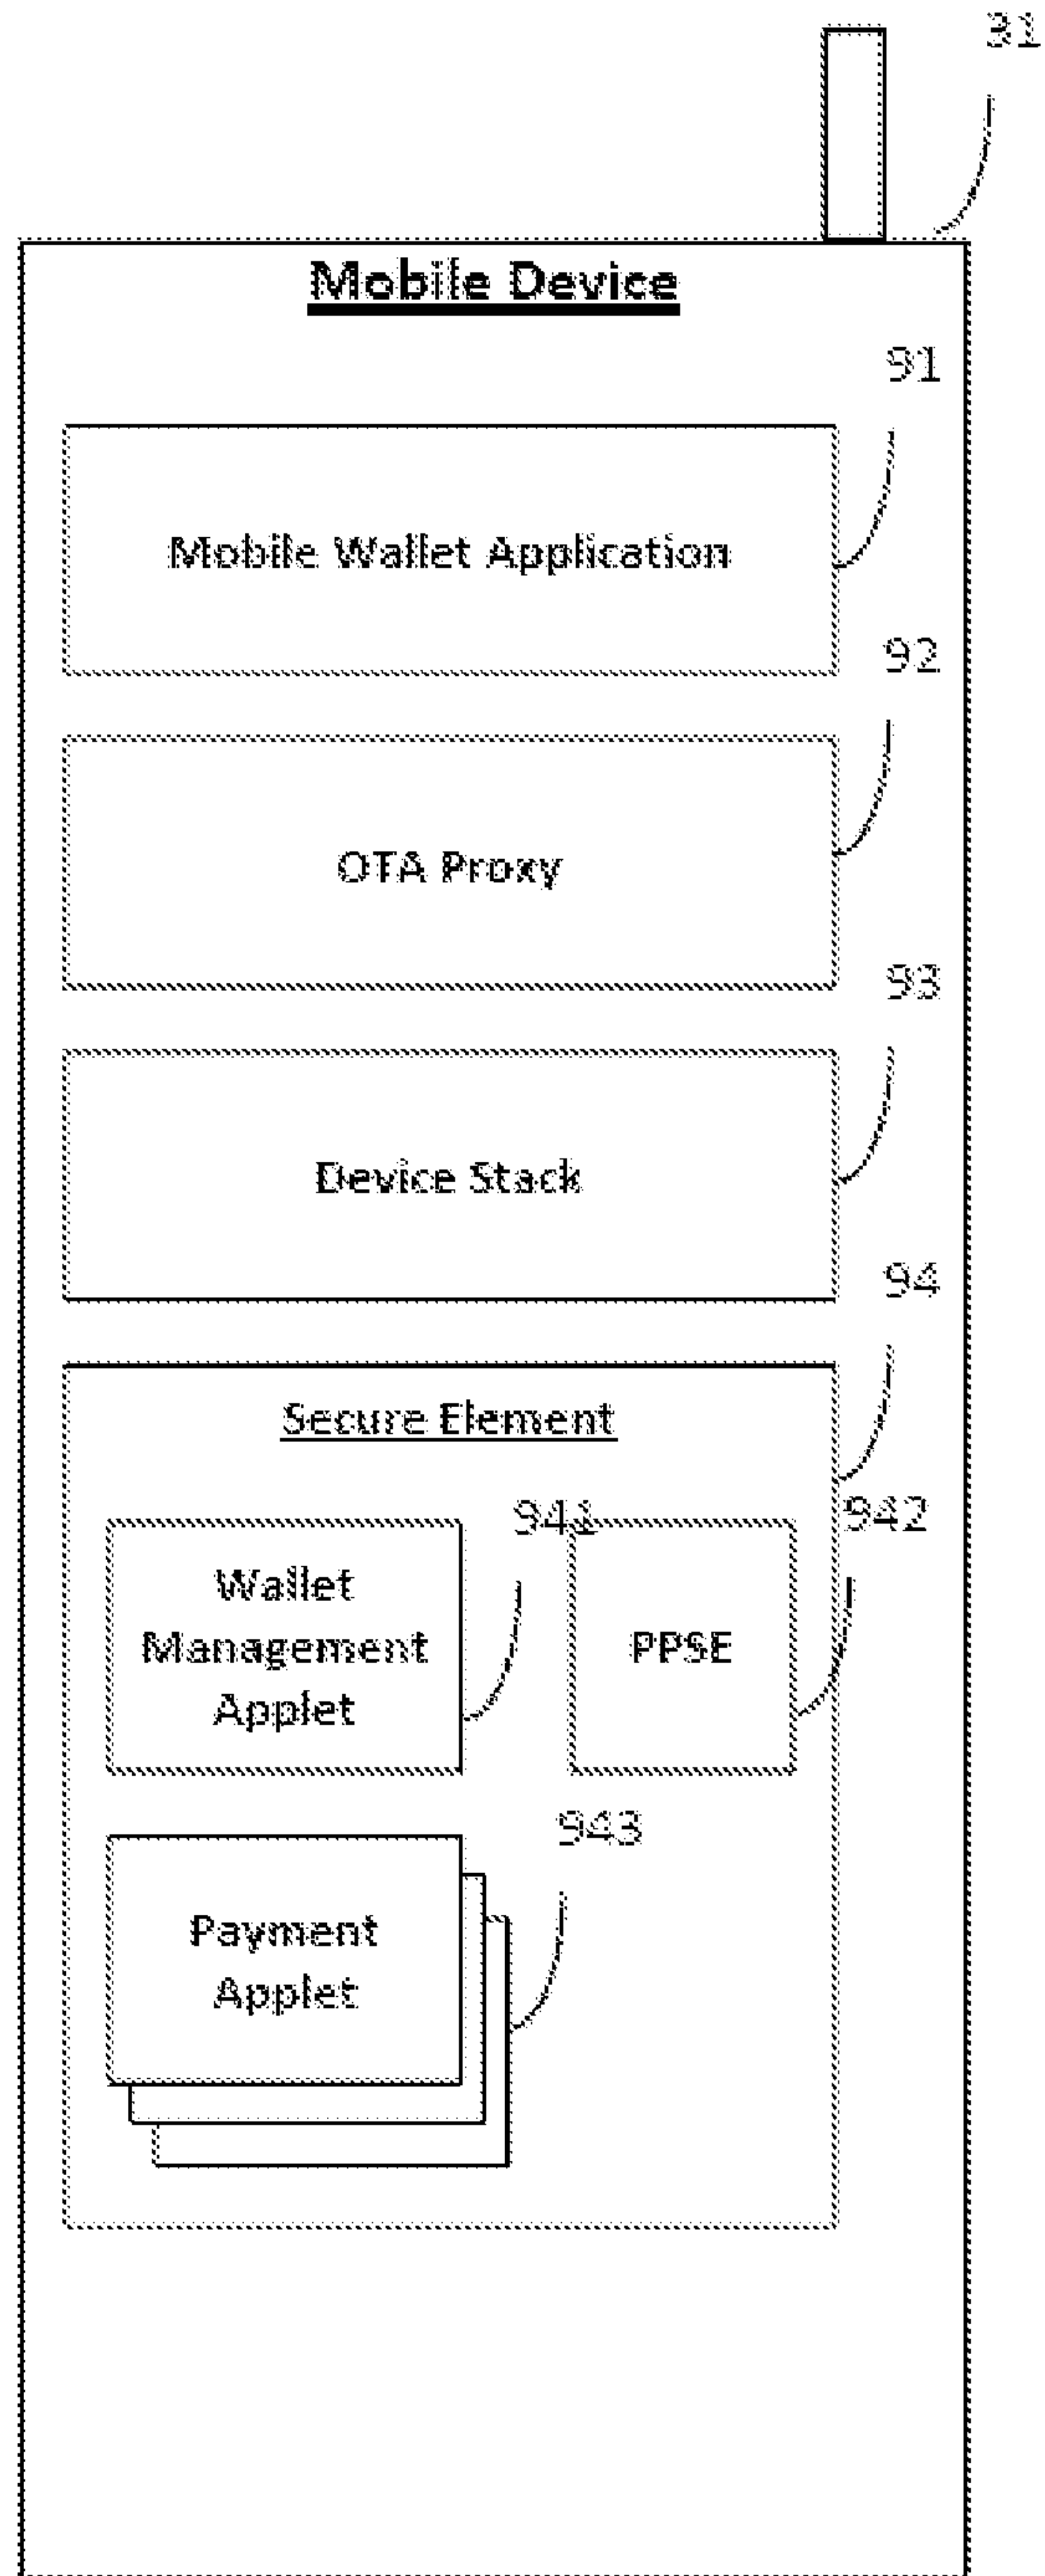 31
Mobile Device
91
Mobile Wallet Application
92
OTA Proxy
93
Device Stack
94
Secure Element
941
942
Wallet
Management
Applet
PPSE
943
Payment
Applet